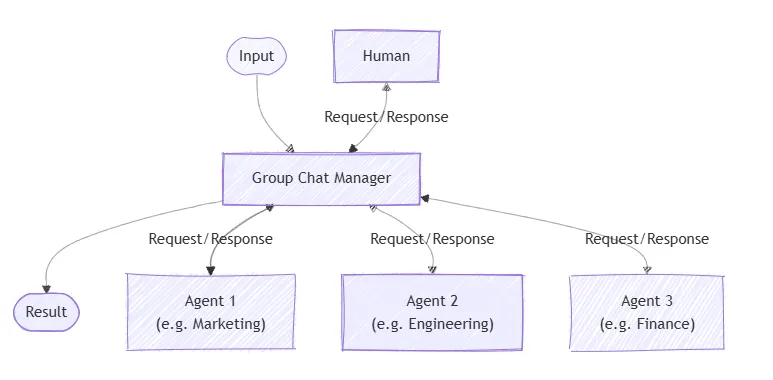 Input
Human
Request/Response
Group Chat Manager
Request/Response
Request/Response
Request/Response
Result
Agent 1
(e.g. Marketing)
Agent 2
(e.g. Engineering)
Agent 3
(e.g. Finance)